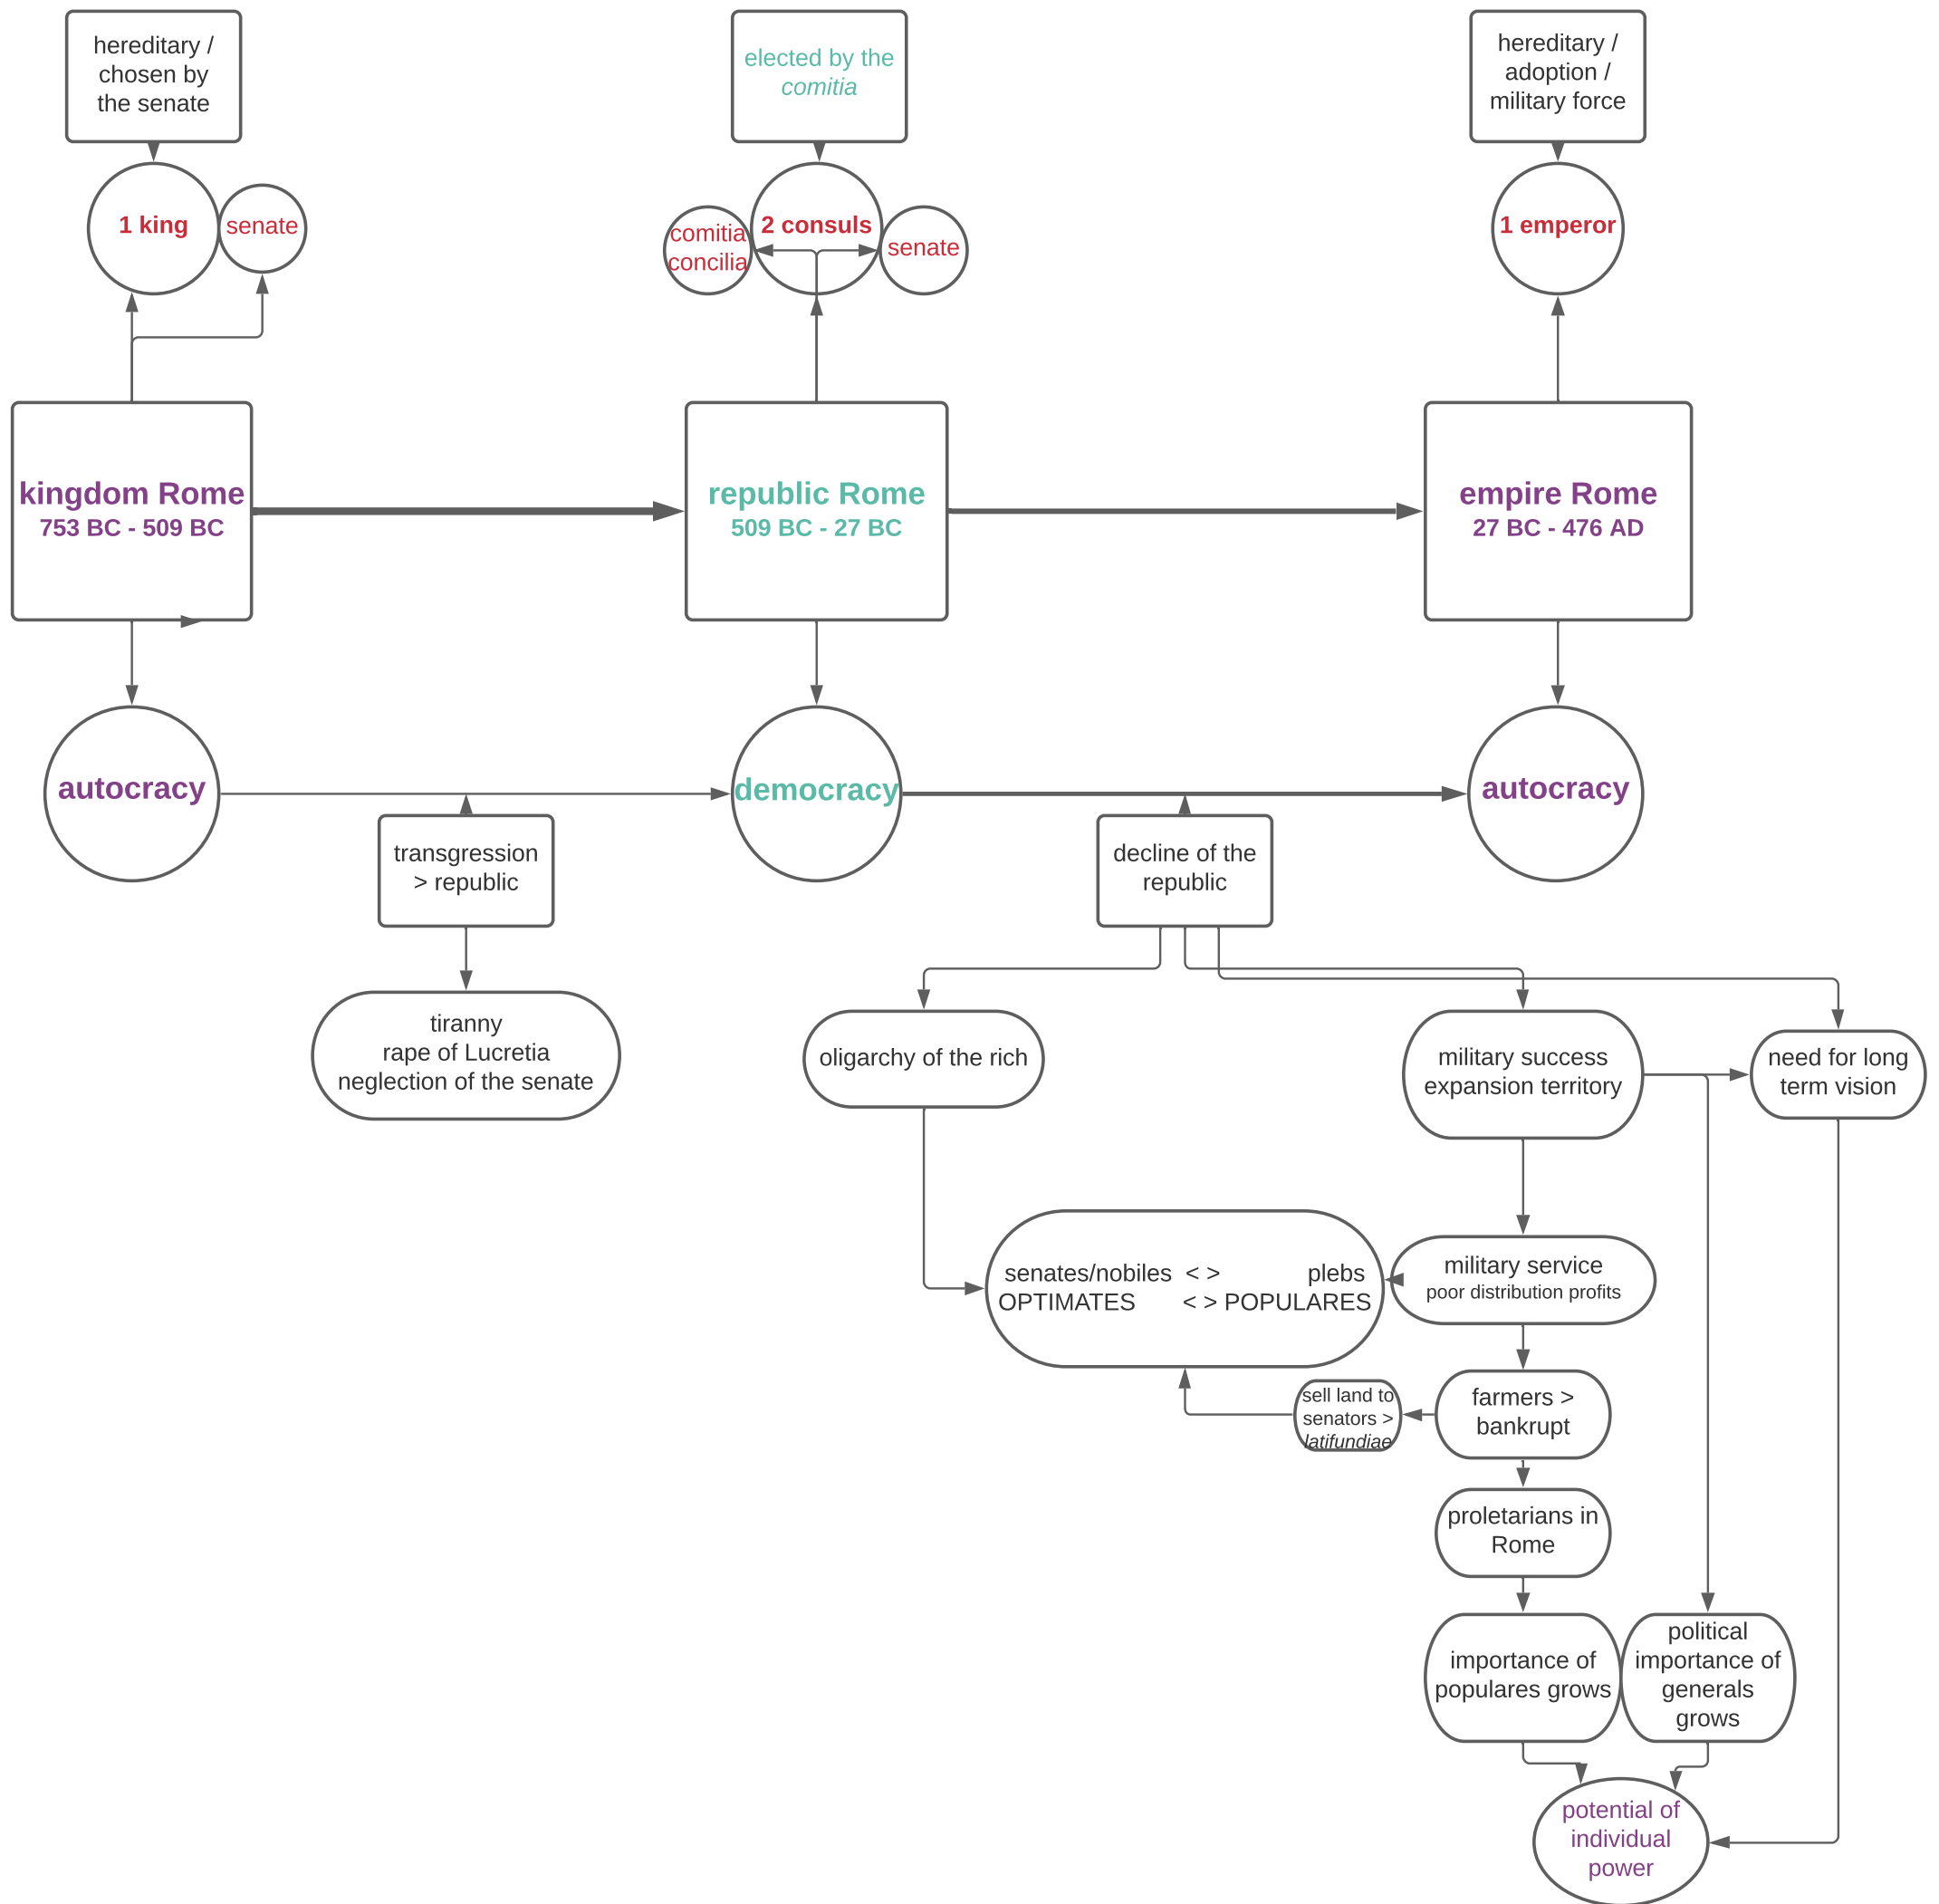 hereditary /
chosen by
the senate
elected by the
comitia
hereditary /
adoption /
military force
1 king
senate
comitia
concilia
2 consuls
senate
1 emperor
kingdom Rome
753 BC - 509 BC
republic Rome
509 BC - 27 BC
empire Rome
27 BC - 476 AD
autocracy
democracy
autocracy
transgression
> republic
decline of the
republic
tiranny
rape of Lucretia
neglection of the senate
oligarchy of the rich
military success
expansion territory
need for long
term vision
senates/nobiles < > plebs
OPTIMATES < > POPULARES
military service
poor distribution profits
sell land to
senators >
latifundiae
farmers >
bankrupt
proletarians in
Rome
importance of
populares grows
political
importance of
generals
grows
potential of
individual
power